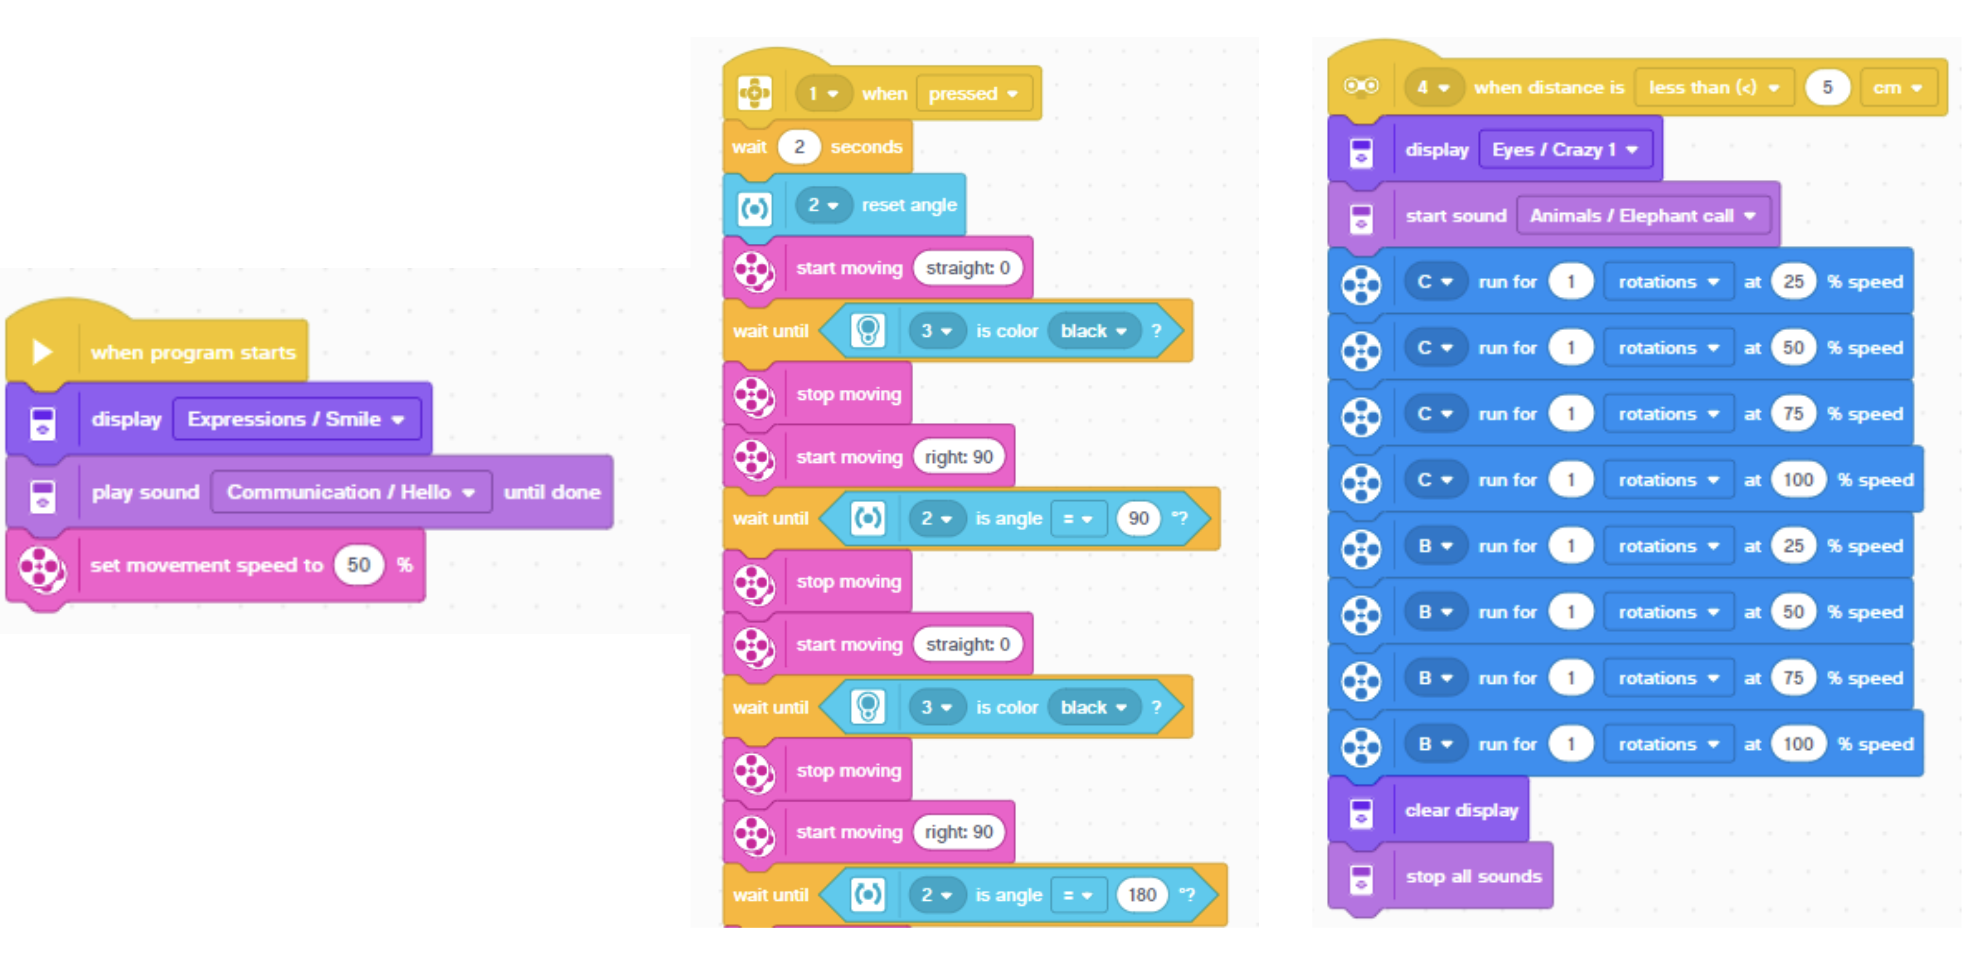 when program starts
display Expressions / Smile
play sound Communication / Hello until done
set movement speed to 50 %
1 when pressed
wait 2 seconds
2 reset angle
start moving straight: 0
wait until 3 is color black ?
stop moving
start moving right: 90
wait until 2 is angle = 90 °?
stop moving
start moving straight: 0
wait until 3 is color black ?
stop moving
start moving right: 90
wait until 2 is angle = 180 °?
4 when distance is less than (<) 5 cm
display Eyes / Crazy 1
start sound Animals / Elephant call
C run for 1 rotations at 25 % speed
C run for 1 rotations at 50 % speed
C run for 1 rotations at 75 % speed
C run for 1 rotations at 100 % speed
B run for 1 rotations at 25 % speed
B run for 1 rotations at 50 % speed
B run for 1 rotations at 75 % speed
B run for 1 rotations at 100 % speed
clear display
stop all sounds